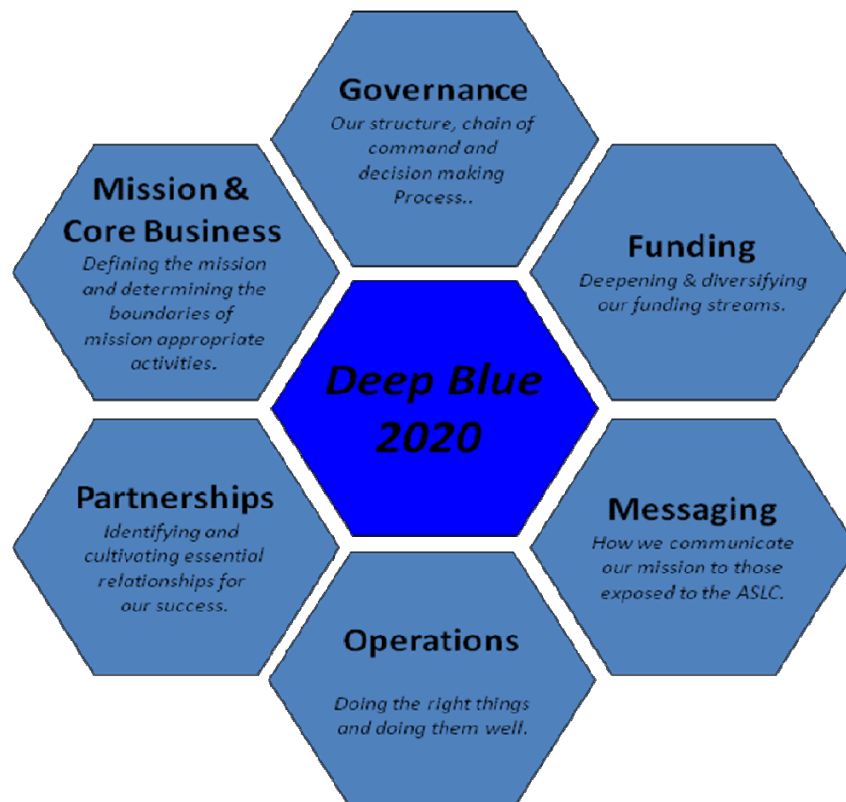 Governance
Our structure, chain of
command and
decision making
Process..
Mission &
Core Business
Defining the mission
and determining the
boundaries of
mission appropriate
activities.
Funding
Deepening & diversifying
our funding streams.
Deep Blue
2020
Partnerships
Identifying and
cultivating essential
relationships for
our success.
Messaging
How we communicate
our mission to those
exposed to the ASLC.
Operations
Doing the right things
and doing them well.